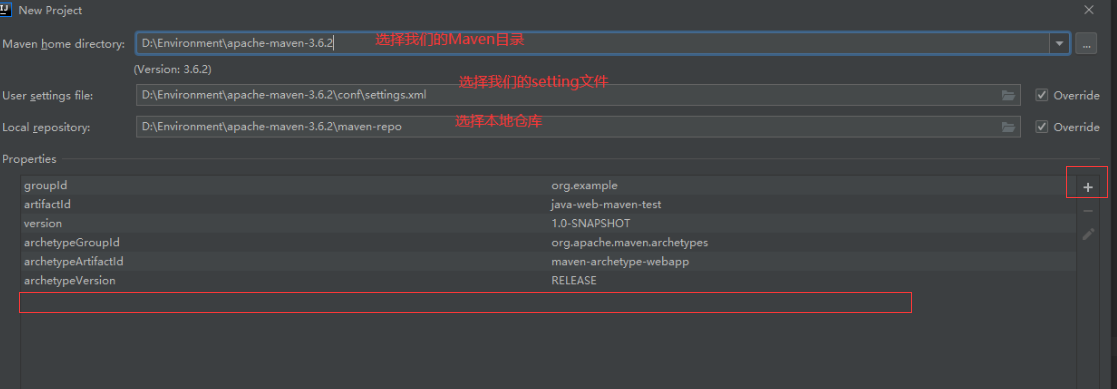 New Project
Maven home directory: D:\Environment\apache-maven-3.6.2 选择我们的Maven目录 ...
(Version: 3.6.2)
选择我们的setting文件
User settings file: D:\Environment\apache-maven-3.6.2\conf\settings.xml Override
Local repository: D:\Environment\apache-maven-3.6.2\maven-repo 选择本地仓库 Override
Properties
groupId org.example
artifactId java-web-maven-test
version 1.0-SNAPSHOT
archetypeGroupId org.apache.maven.archetypes
archetypeArtifactId maven-archetype-webapp
archetypeVersion RELEASE